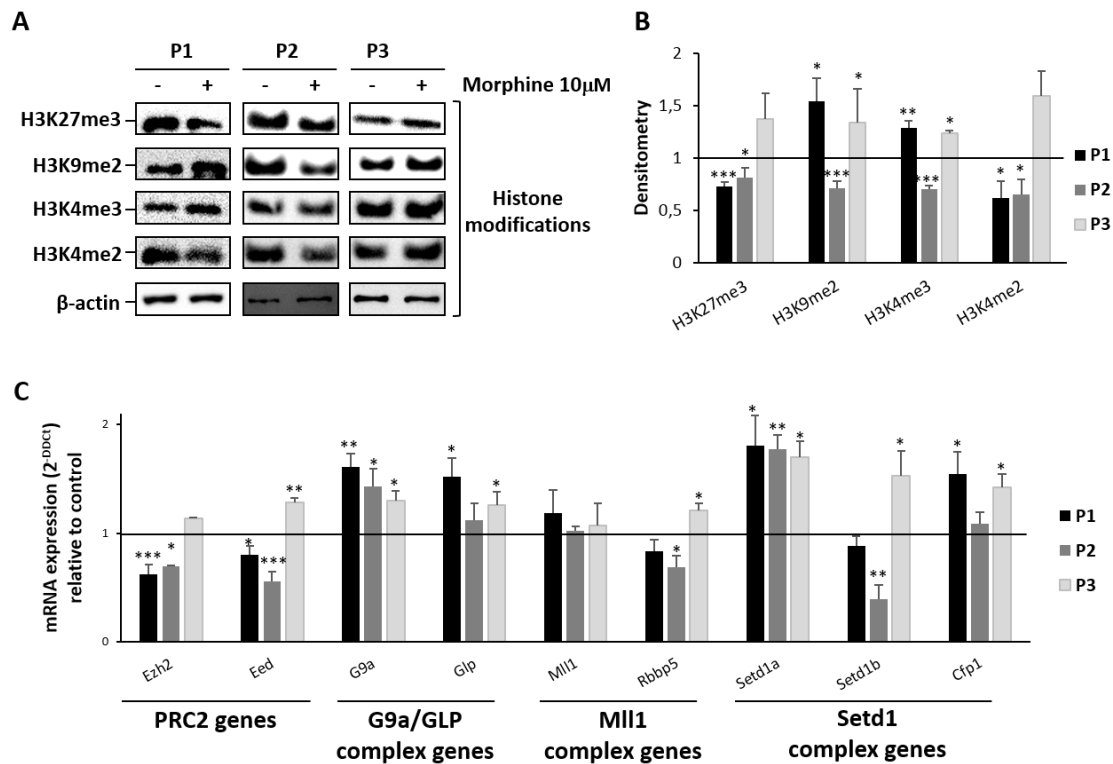 A
P1 P2 P3
- + - + - + Morphine 10µM
H3K27me3
H3K9me2
H3K4me3
H3K4me2
β-actin
Histone
modifications
B
Densitometry
2
1,5
1
0,5
0
* * ** *
*** * *** *** * *
H3K27me3 H3K9me2 H3K4me3 H3K4me2
P1
P2
P3
C
mRNA expression (2-DDCt)
relative to control
2
1
0
*** * * *** ** ** * * * * * * * ** * ** * * *
Ezh2 Eed G9a Glp Mll1 Rbbp5 Setd1a Setd1b Cfp1
PRC2 genes
G9a/GLP
complex genes
Mll1
complex genes
Setd1
complex genes
P1
P2
P3